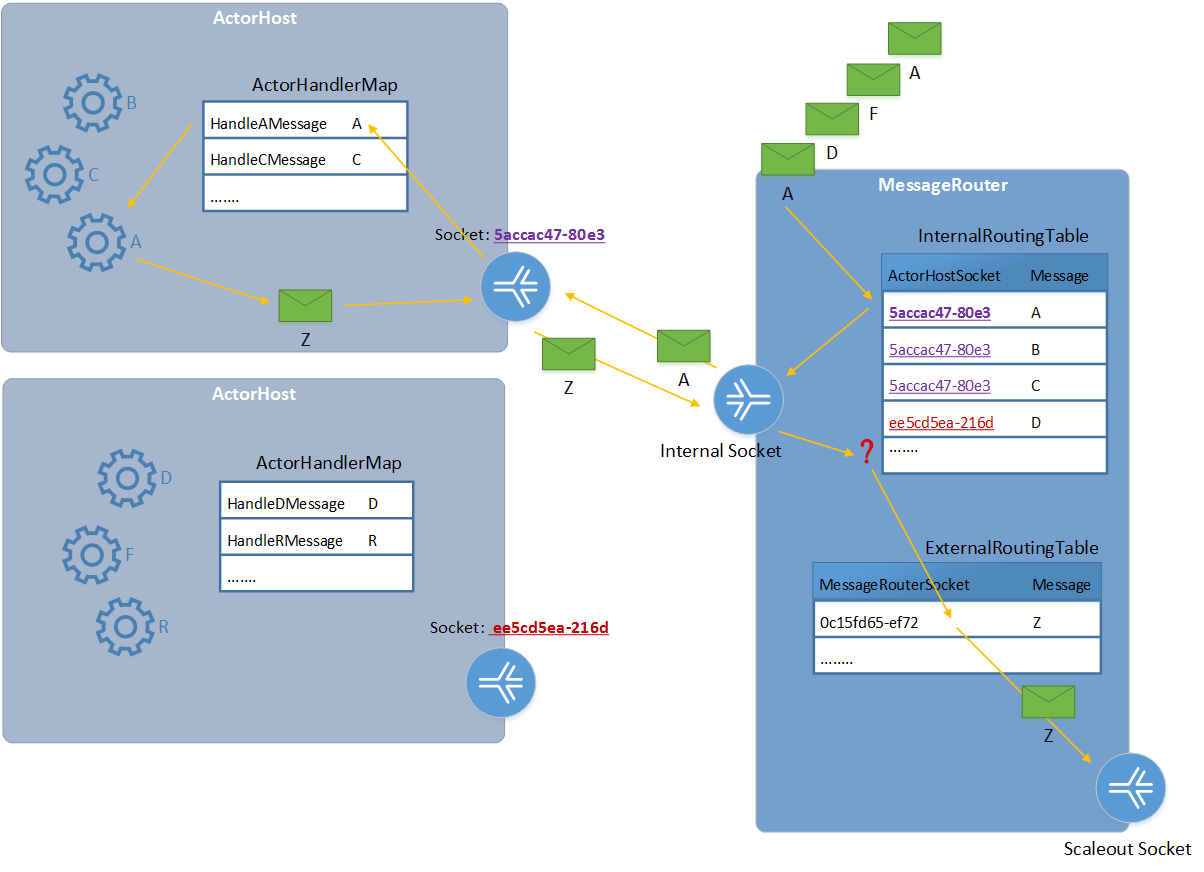 ActorHost
ActorHandlerMap
HandleAMessage A
HandleCMessage C
.......
B
C
A
Z
Socket: 5accac47-80e3
Z
A
ActorHost
ActorHandlerMap
HandleDMessage D
HandleRMessage R
.......
D
F
R
Socket: ee5cd5ea-216d
A
F
D
A
MessageRouter
InternalRoutingTable
ActorHostSocket Message
5accac47-80e3 A
5accac47-80e3 B
5accac47-80e3 C
ee5cd5ea-216d D
.......
?
Internal Socket
ExternalRoutingTable
MessageRouterSocket Message
0c15fd65-ef72 Z
........
Z
Scaleout Socket